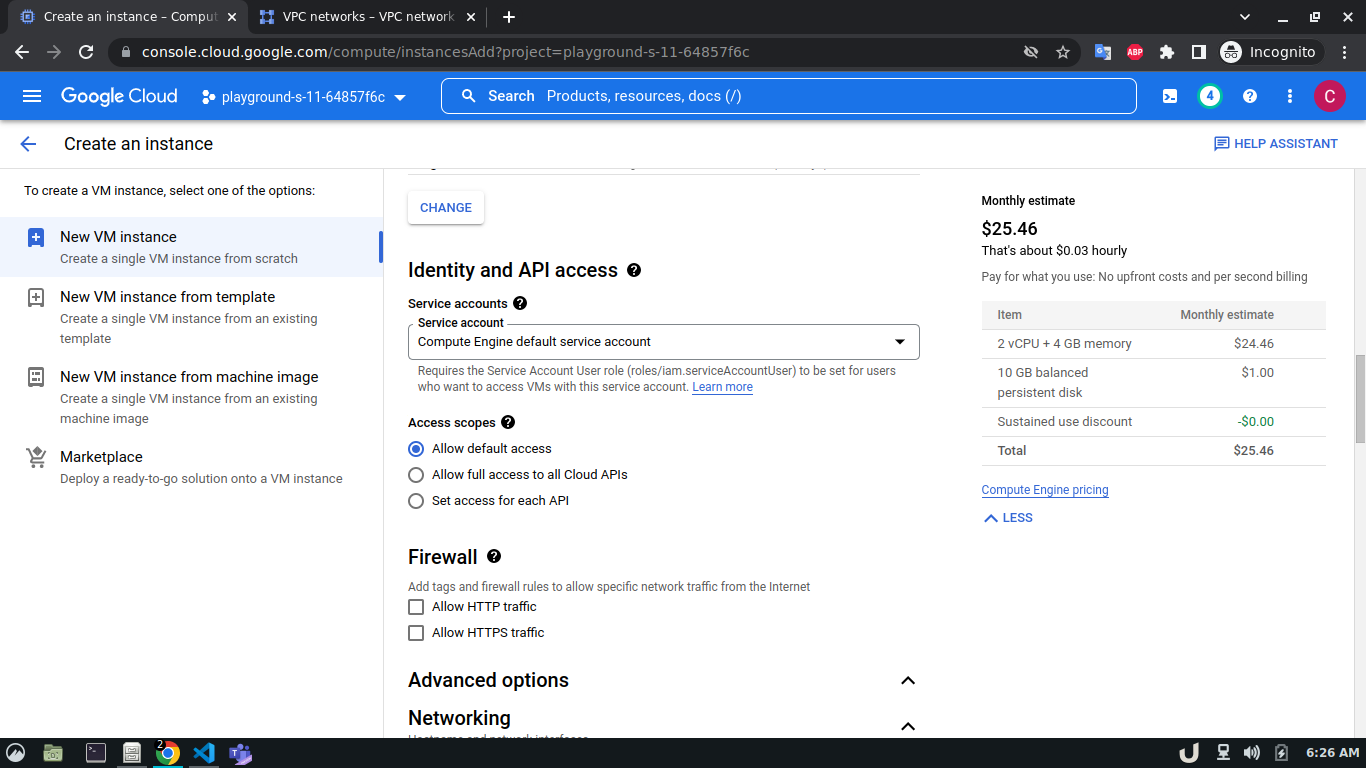 Create an instance – Comput
VPC networks – VPC network
console.cloud.google.com/compute/instancesAdd?project=playground-s-11-64857f6c
ABP
Incognito
Google Cloud
playground-s-11-64857f6c
Search Products, resources, docs (/)
4
C
Create an instance
HELP ASSISTANT
To create a VM instance, select one of the options:
New VM instance
Create a single VM instance from scratch
New VM instance from template
Create a single VM instance from an existing
template
New VM instance from machine image
Create a single VM instance from an existing
machine image
Marketplace
Deploy a ready-to-go solution onto a VM instance
CHANGE
Identity and API access
Service accounts
Service account
Compute Engine default service account
Requires the Service Account User role (roles/iam.serviceAccountUser) to be set for users
who want to access VMs with this service account. Learn more
Access scopes
Allow default access
Allow full access to all Cloud APIs
Set access for each API
Firewall
Add tags and firewall rules to allow specific network traffic from the Internet
Allow HTTP traffic
Allow HTTPS traffic
Advanced options
Networking
Hostname and network interfaces
Monthly estimate
$25.46
That's about $0.03 hourly
Pay for what you use: No upfront costs and per second billing
Item Monthly estimate
2 vCPU + 4 GB memory $24.46
10 GB balanced $1.00
persistent disk
Sustained use discount -$0.00
Total $25.46
Compute Engine pricing
LESS
2
6:26 AM